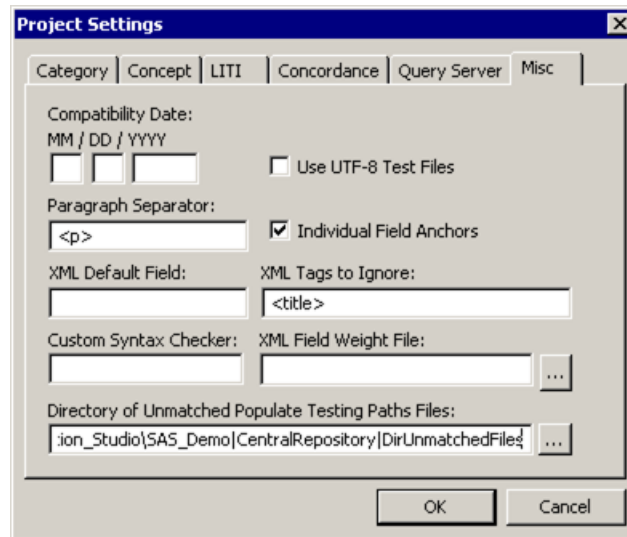 Project Settings
Category Concept LITI Concordance Query Server Misc
Compatibility Date:
MM / DD / YYYY
Use UTF-8 Test Files
Paragraph Separator:
<p>
Individual Field Anchors
XML Default Field: XML Tags to Ignore:
<title>
Custom Syntax Checker: XML Field Weight File:
...
Directory of Unmatched Populate Testing Paths Files:
:ion_Studio\SAS_Demo|CentralRepository|DirUnmatchedFiles ...
OK Cancel